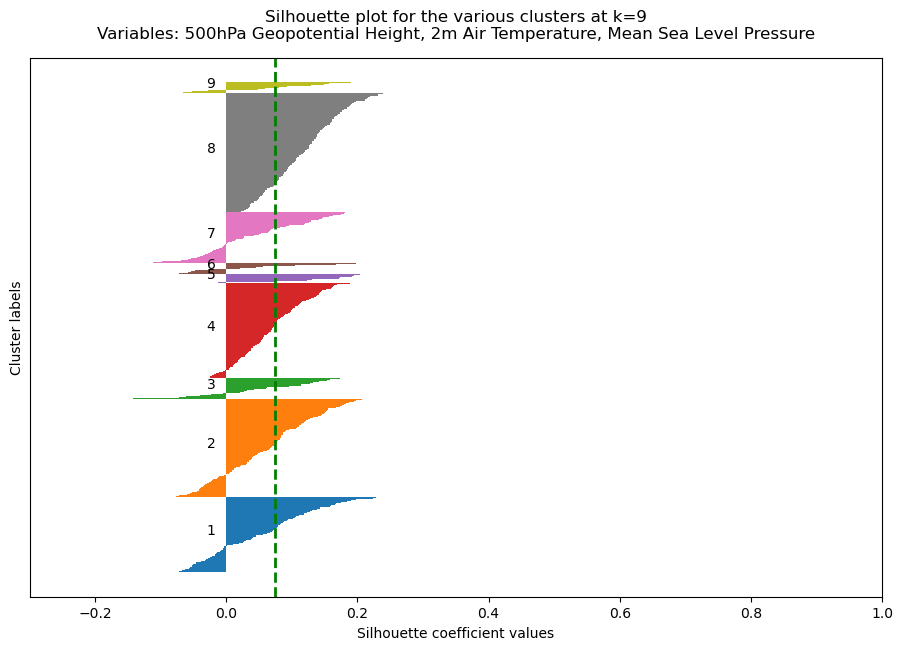 Silhouette plot for the various clusters at k=9
Variables: 500hPa Geopotential Height, 2m Air Temperature, Mean Sea Level Pressure
9
8
7
6
5
4
3
2
1
Cluster labels
−0.2 0.0 0.2 0.4 0.6 0.8 1.0
Silhouette coefficient values